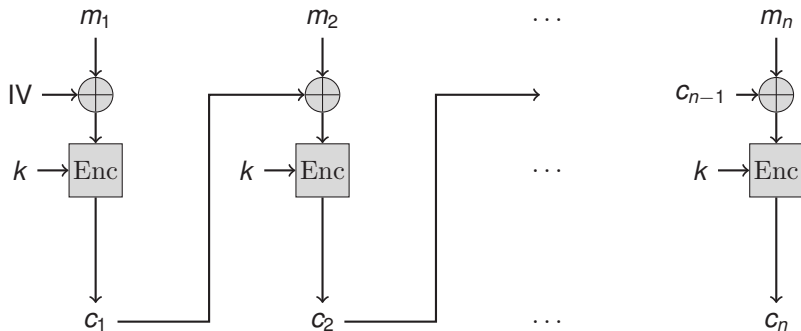 m₁ m₂ ··· mₙ
IV cₙ₋₁
k Enc k Enc ··· k Enc
c₁ c₂ ··· cₙ